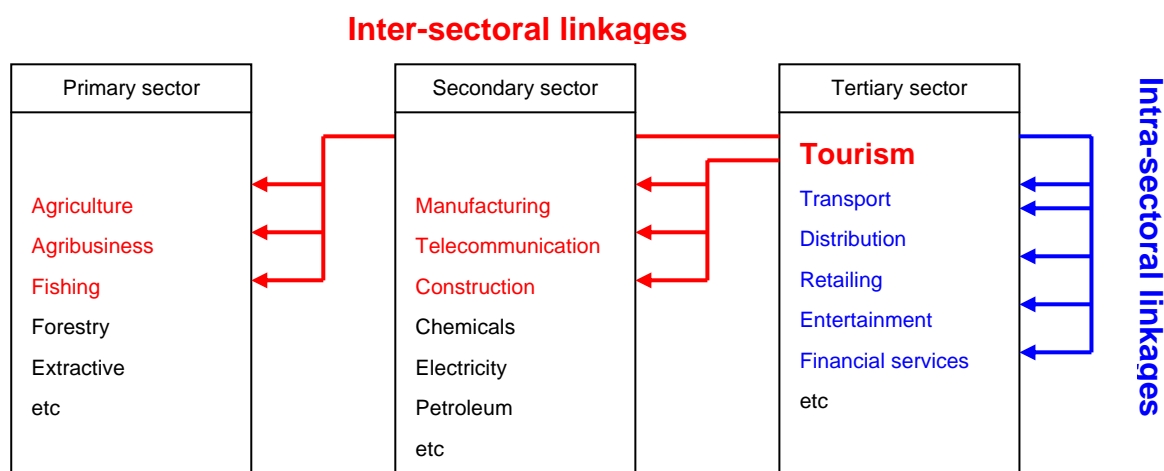 Inter-sectoral linkages
Primary sector
Agriculture
Agribusiness
Fishing
Forestry
Extractive
etc
Secondary sector
Manufacturing
Telecommunication
Construction
Chemicals
Electricity
Petroleum
etc
Tertiary sector
Tourism
Transport
Distribution
Retailing
Entertainment
Financial services
etc
Intra-sectoral linkages